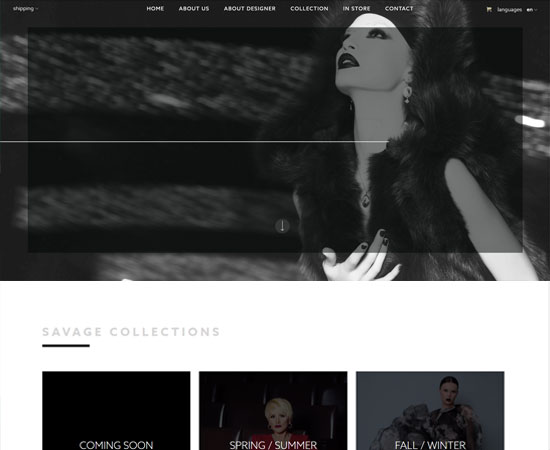 shipping HOME ABOUT US ABOUT DESIGNER COLLECTION IN STORE CONTACT languages en
SAVAGE COLLECTIONS
COMING SOON SPRING / SUMMER FALL / WINTER